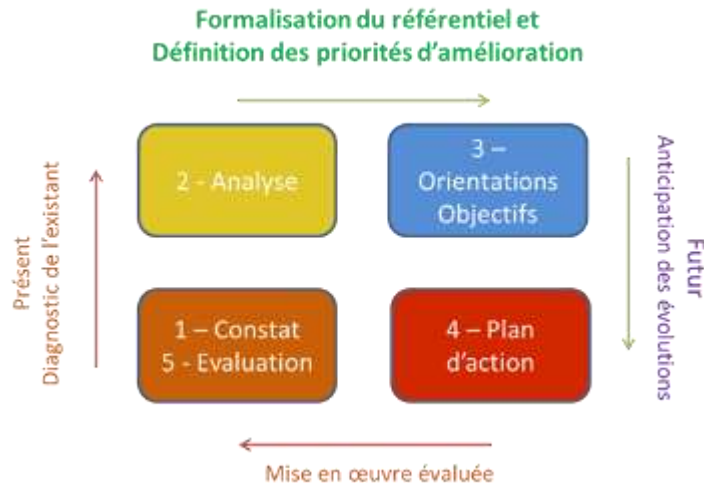 Formalisation du référentiel et
Définition des priorités d'amélioration
2 - Analyse
3 –
Orientations
Objectifs
Présent
Diagnostic de l'existant
Futur
Anticipation des évolutions
1 – Constat
5 - Evaluation
4 – Plan
d'action
Mise en œuvre évaluée